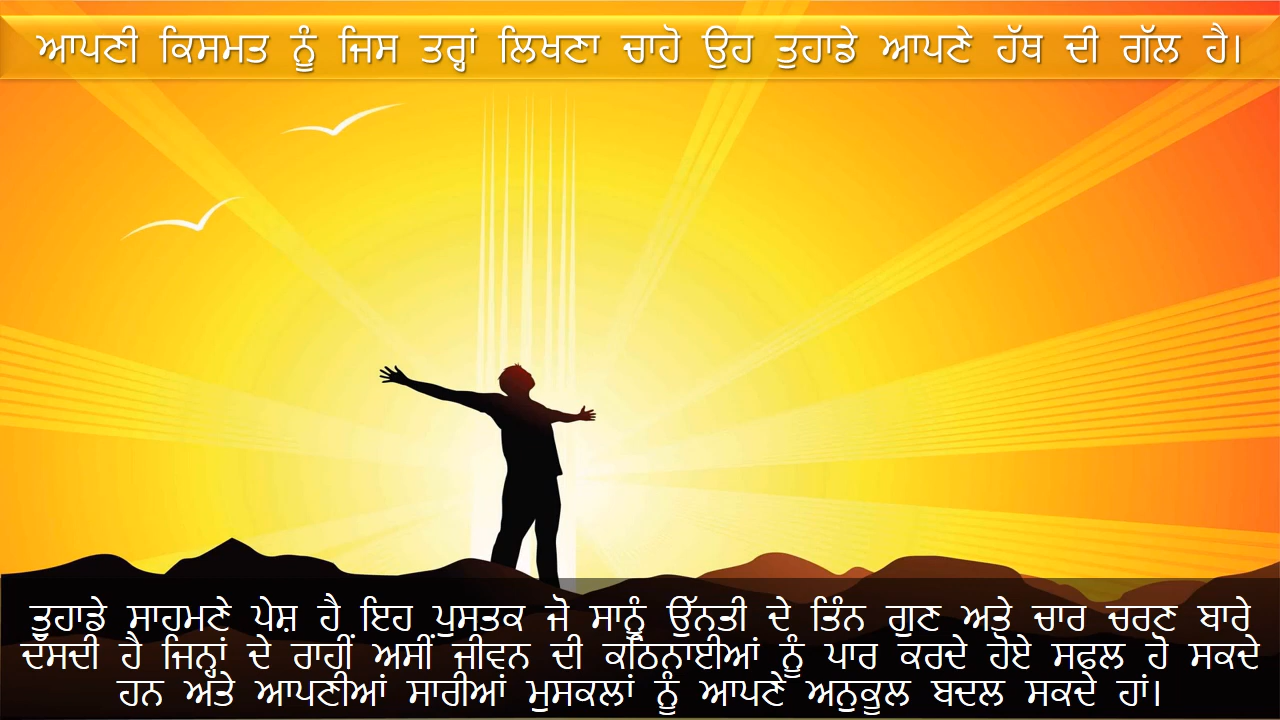 ਆਪਣੀ ਕਿਸਮਤ ਨੂੰ ਜਿਸ ਤਰ੍ਹਾਂ ਲਿਖਣਾ ਚਾਹੋ ਉਹ ਤੁਹਾਡੇ ਆਪਣੇ ਹੱਥ ਦੀ ਗੱਲ ਹੈ।
ਤੁਹਾਡੇ ਸਾਹਮਣੇ ਪੇਸ਼ ਹੈ ਇਹ ਪੁਸਤਕ ਜੋ ਸਾਨੂੰ ਉੱਨਤੀ ਦੇ ਤਿੰਨ ਗੁਣ ਅਤੇ ਚਾਰ ਚਰਣ ਬਾਰੇ
ਦੱਸਦੀ ਹੈ ਜਿਨ੍ਹਾਂ ਦੇ ਰਾਹੀਂ ਅਸੀਂ ਜੀਵਨ ਦੀ ਕਠਿਨਾਈਆਂ ਨੂੰ ਪਾਰ ਕਰਦੇ ਹੋਏ ਸਫਲ ਹੋ ਸਕਦੇ
ਹਨ ਅਤੇ ਆਪਣੀਆਂ ਸਾਰੀਆਂ ਮੁਸਕਲਾਂ ਨੂੰ ਆਪਣੇ ਅਨੁਕੂਲ ਬਦਲ ਸਕਦੇ ਹਾਂ।